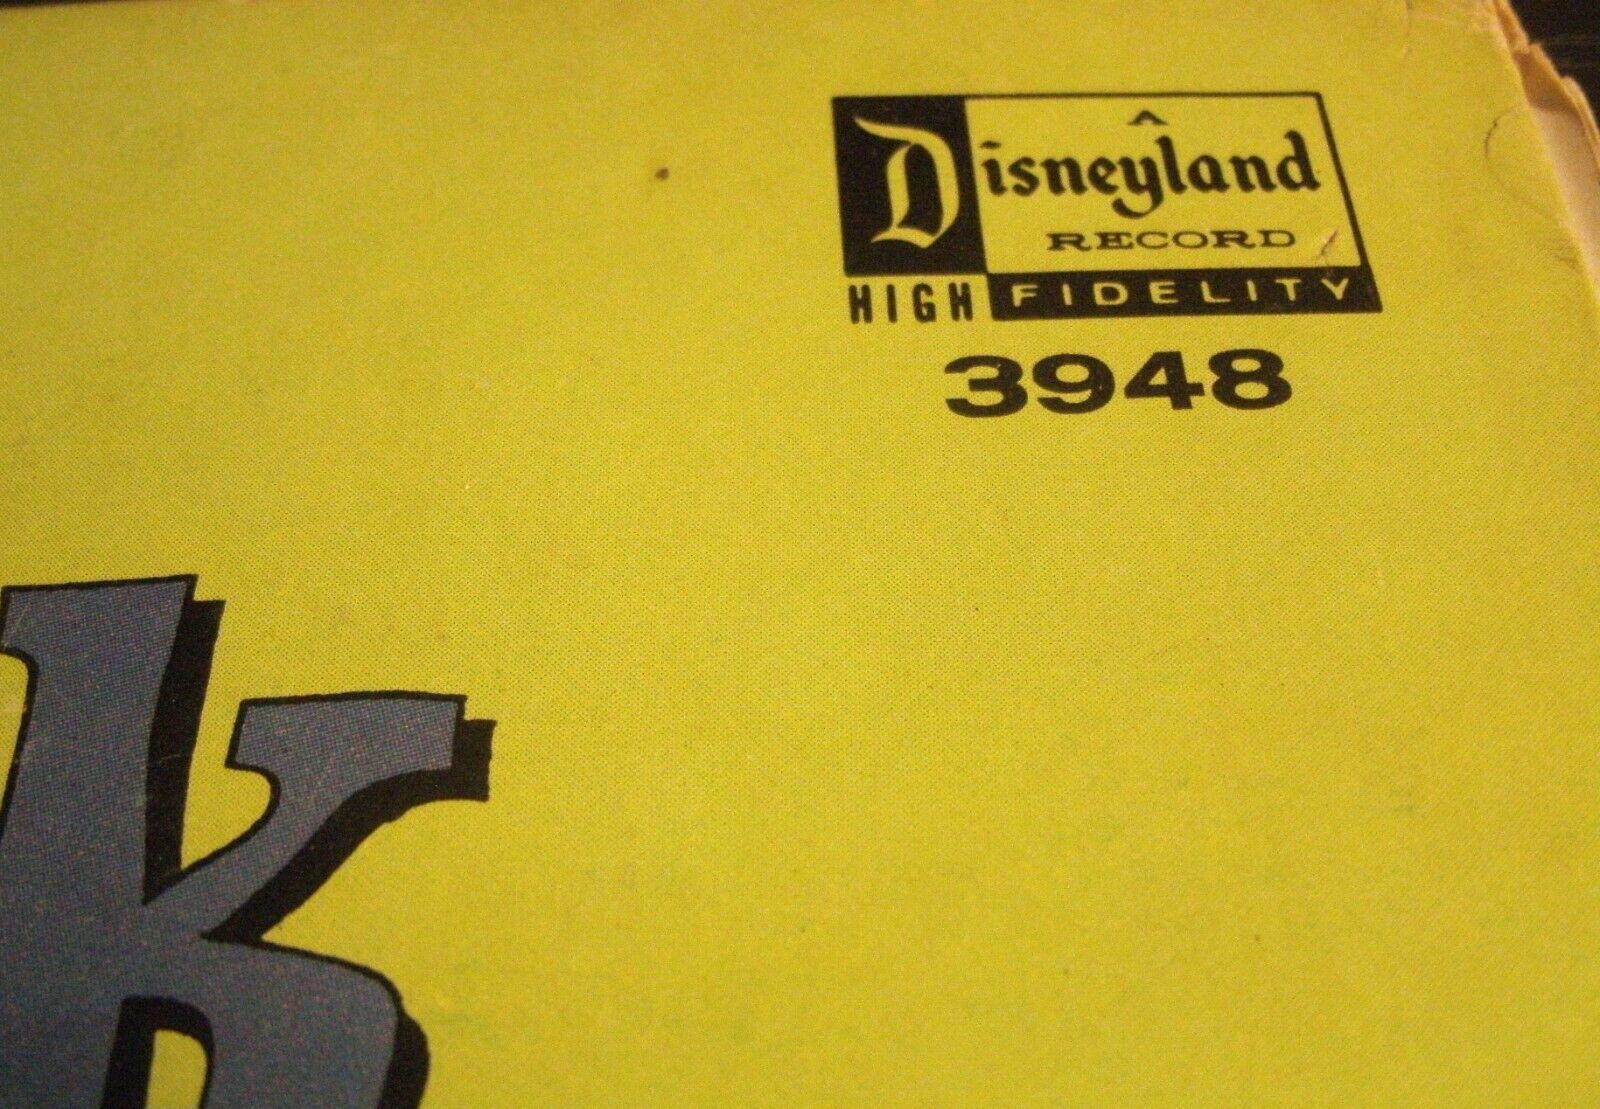 A
Disneyland
RECORD
HIGH FIDELITY
3948
k